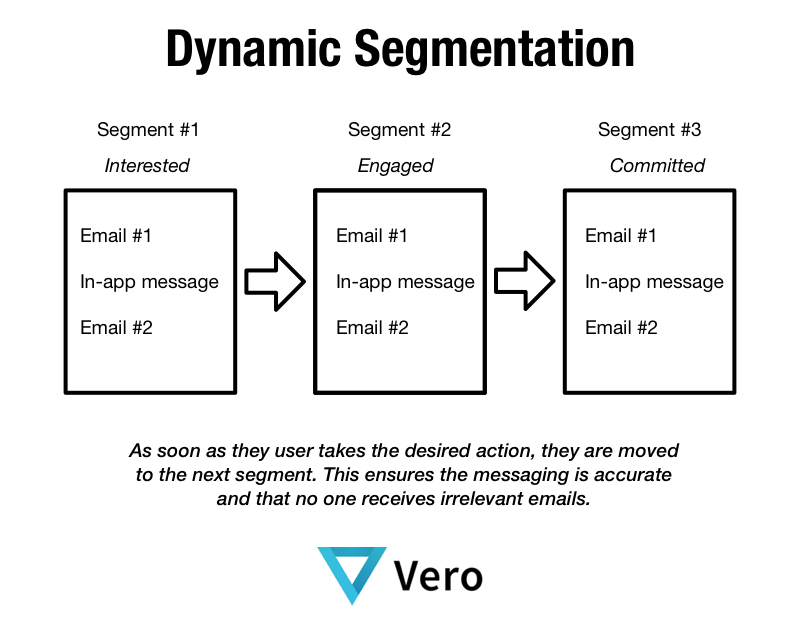 Dynamic Segmentation
Segment #1
Interested
Email #1
In-app message
Email #2
Segment #2
Engaged
Email #1
In-app message
Email #2
Segment #3
Committed
Email #1
In-app message
Email #2
As soon as they user takes the desired action, they are moved
to the next segment. This ensures the messaging is accurate
and that no one receives irrelevant emails.
Vero